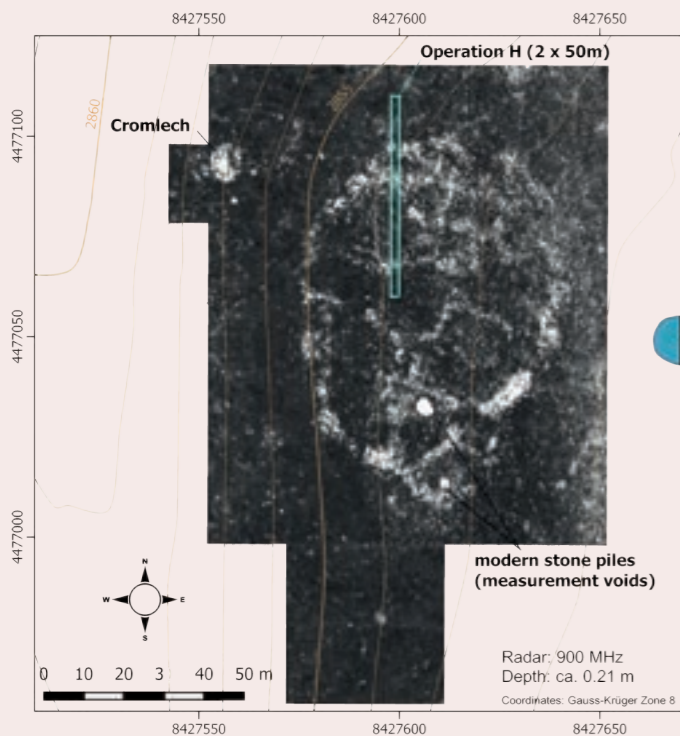 8427550
8427600
8427650
Operation H (2 x 50m)
2860
Cromlech
4477100
4477050
4477000
modern stone piles
(measurement voids)
N
W
E
S
0 10 20 3 30 40 50 m
Radar: 900 MHz
Depth: ca. 0.21 m
Coordinates: Gauss-Krüger Zone 8
8427550
8427600
8427650